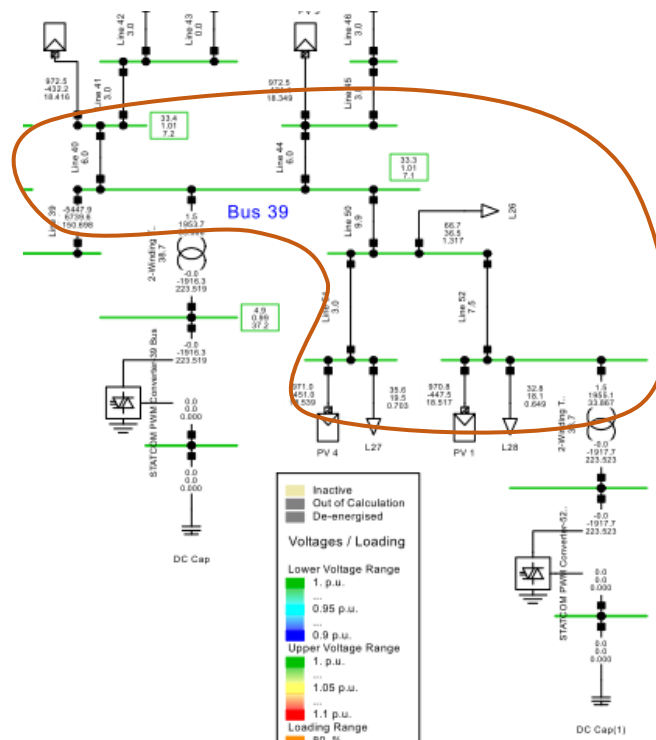 Line 42
3.0
Line 43
0.0
Line 46
3.0
972.5
-432.2
18.416
Line 41
3.0
972.5
18.349
Line 45
3.0
33.4
1.01
7.2
Line 40
6.0
Line 44
6.0
33.3
1.01
7.1
Line 39
-5447.9
6739.6
150.698
1.5
1953.7
Bus 39
Line 50
9.9
66.7
36.5
1.317
L26
2-Winding T..
38.7
-0.0
-1916.3
223.519
Line 52
7.5
3.0
4.9
0.99
37.2
-0.0
-1916.3
223.519
STATCOM PWM Converter-39 Bus
0.0
0.0
0.000
0.0
0.0
0.000
DC Cap
35.6
19.5
0.703
970.8
-447.5
18.517
32.8
18.1
0.649
1.5
1955.1
33.867
PV 4
L27
PV 1
L28
2-Winding T..
-0.0
-1917.7
223.523
-0.0
-1917.7
223.523
STATCOM PWM Converter-52..
0.0
0.0
0.000
0.0
0.0
0.000
DC Cap(1)
Inactive
Out of Calculation
De-energised
Voltages / Loading
Lower Voltage Range
1. p.u.
...
0.95 p.u.
...
0.9 p.u.
Upper Voltage Range
1. p.u.
...
1.05 p.u.
...
1.1 p.u.
Loading Range